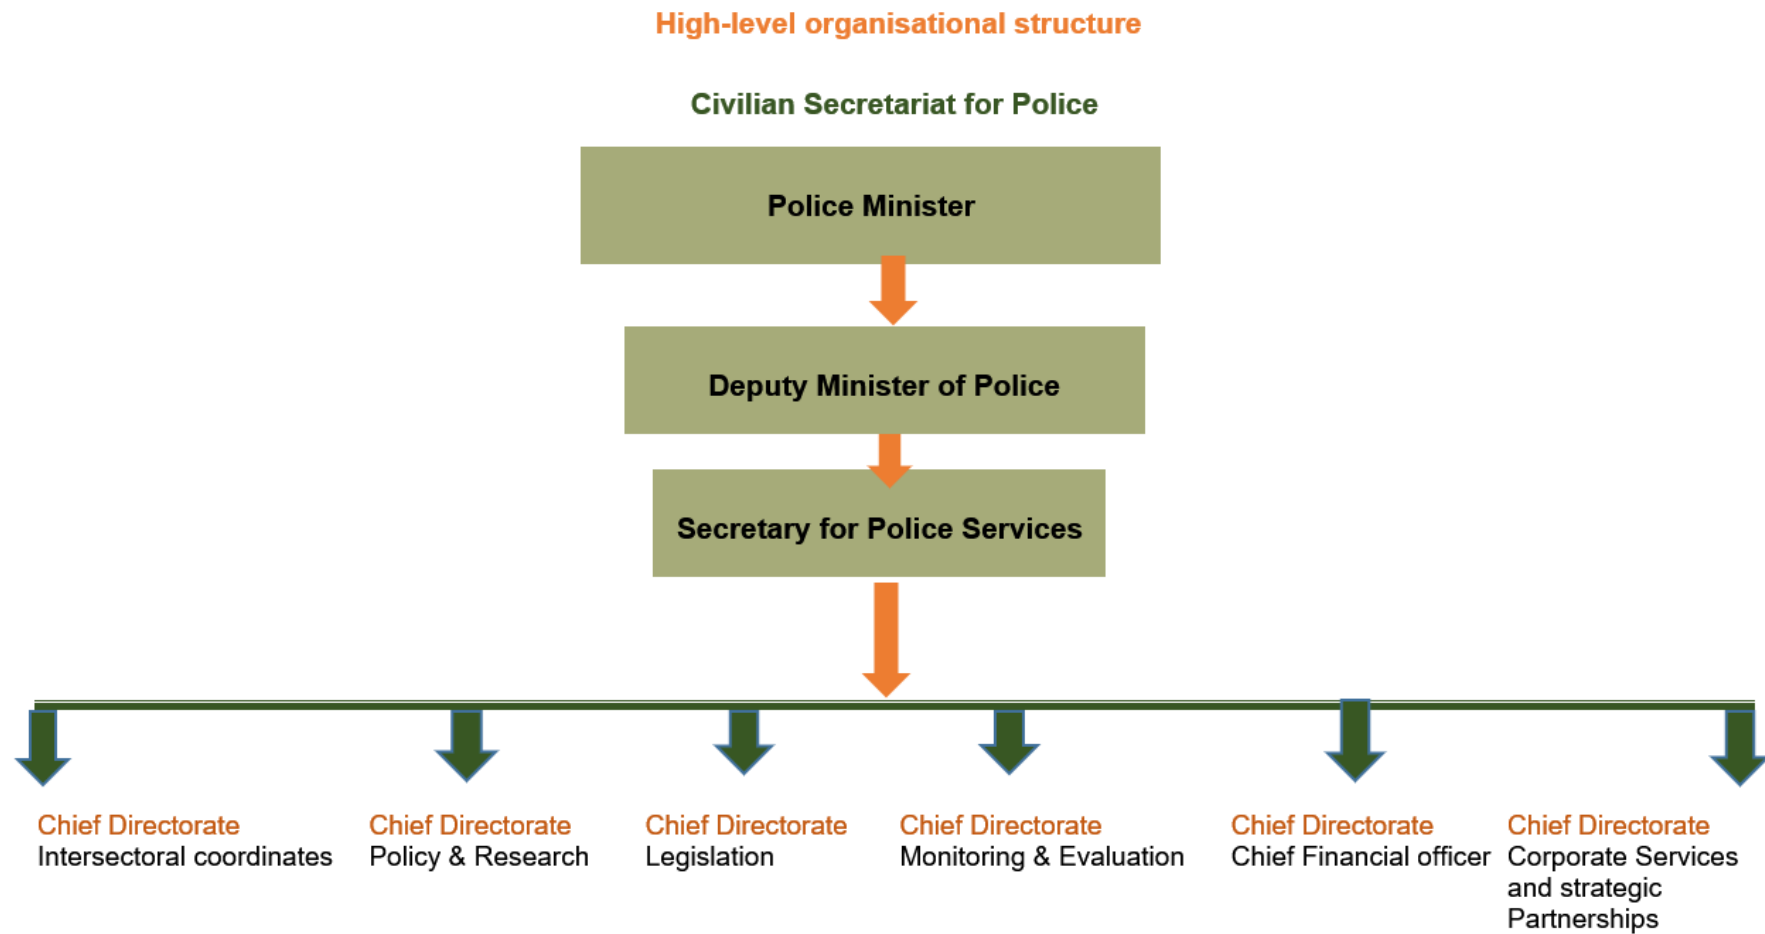 High-level organisational structure
Civilian Secretariat for Police
Police Minister
Deputy Minister of Police
Secretary for Police Services
Chief Directorate
Intersectoral coordinates
Chief Directorate
Policy & Research
Chief Directorate
Legislation
Chief Directorate
Monitoring & Evaluation
Chief Directorate
Chief Financial officer
Chief Directorate
Corporate Services
and strategic
Partnerships